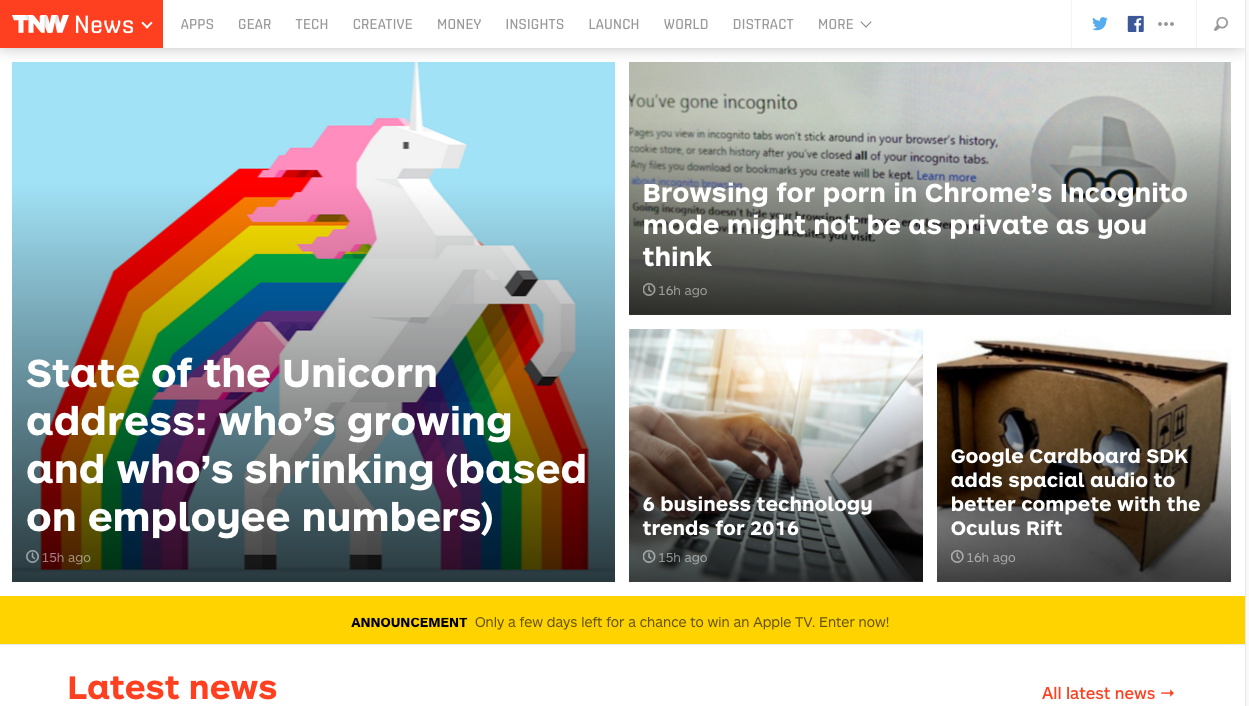 TNW News
APPS GEAR TECH CREATIVE MONEY INSIGHTS LAUNCH WORLD DISTRACT MORE
State of the Unicorn
address: who’s growing
and who’s shrinking (based
on employee numbers)
15h ago
You've gone incognito
Pages you view in incognito tabs won't stick around in your browser's history,
cookie store, or search history after you've closed all of your incognito tabs.
Any files you download or bookmarks you create will be kept. Learn more
Browsing for porn in Chrome’s Incognito
mode might not be as private as you
think
16h ago
6 business technology
trends for 2016
15h ago
Google Cardboard SDK
adds spacial audio to
better compete with the
Oculus Rift
16h ago
ANNOUNCEMENT Only a few days left for a chance to win an Apple TV. Enter now!
Latest news
All latest news →